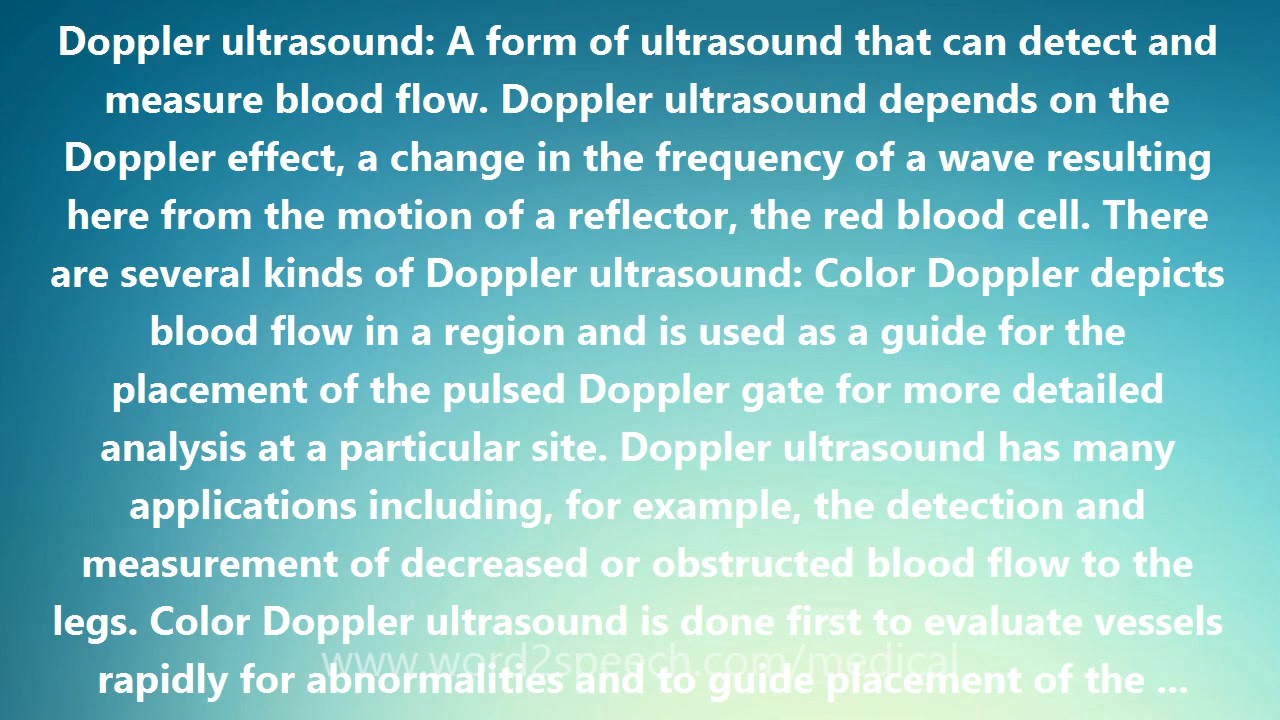 Doppler ultrasound: A form of ultrasound that can detect and
measure blood flow. Doppler ultrasound depends on the
Doppler effect, a change in the frequency of a wave resulting
here from the motion of a reflector, the red blood cell. There
are several kinds of Doppler ultrasound: Color Doppler depicts
blood flow in a region and is used as a guide for the
placement of the pulsed Doppler gate for more detailed
analysis at a particular site. Doppler ultrasound has many
applications including, for example, the detection and
measurement of decreased or obstructed blood flow to the
legs. Color Doppler ultrasound is done first to evaluate vessels
www.word2speech.com/medical
rapidly for abnormalities and to guide placement of the ...